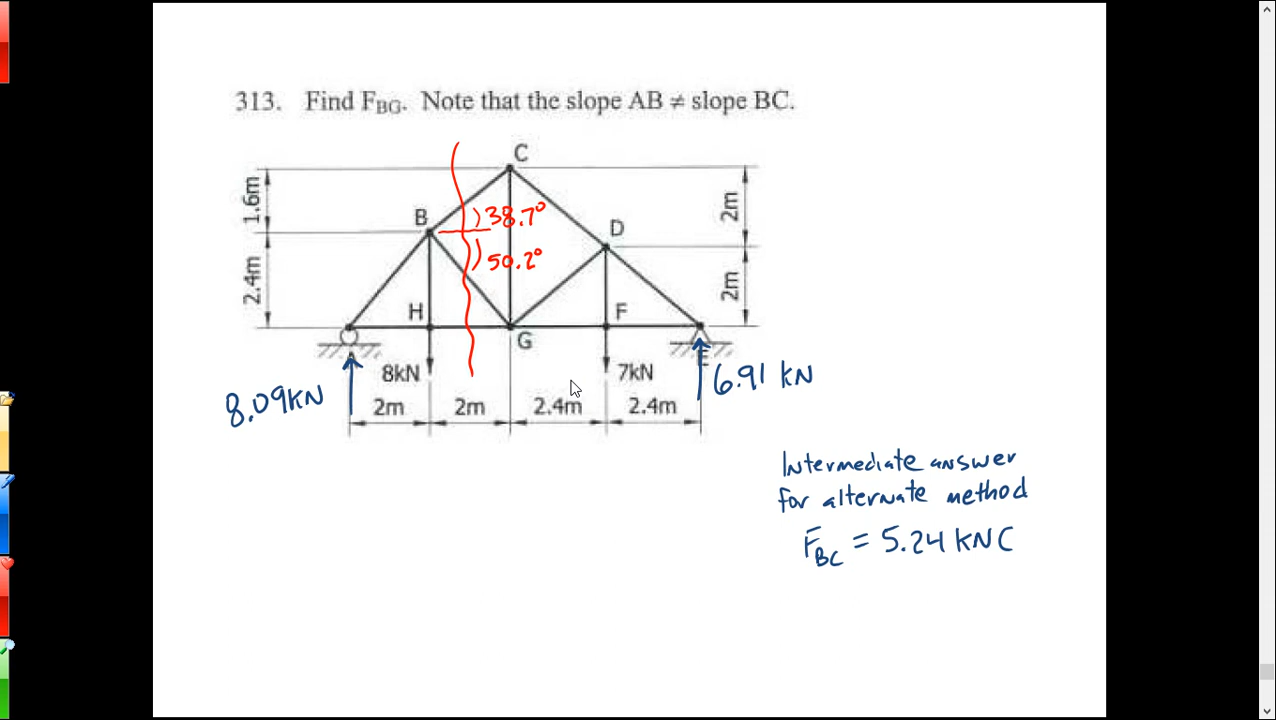 313. Find F_BG. Note that the slope AB ≠ slope BC.
C
1.6m
B
38.7°
2m
D
50.2°
2.4m
2m
H
F
G
E
8kN
7kN
8.09KN
6.91 KN
2m
2m
2.4m
2.4m
Intermediate answer
for alternate method
F_BC = 5.24 KN C